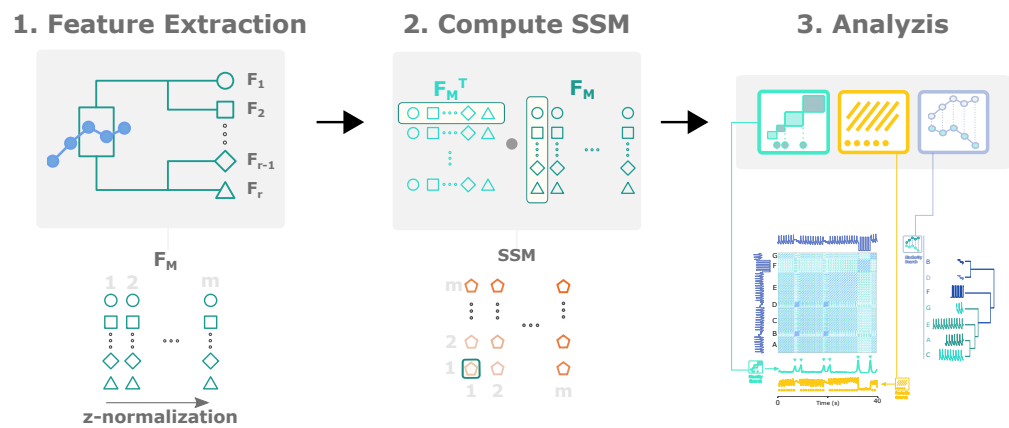 1. Feature Extraction
2. Compute SSM
3. Analyzis
F1
F2
Fr-1
Fr
FM^T
FM
FM
1 2 m
z-normalization
SSM
m
2
1
1 2 m
G
F
E
D
C
B
A
0 Time (s) 40
B
D
F
G
E
A
C